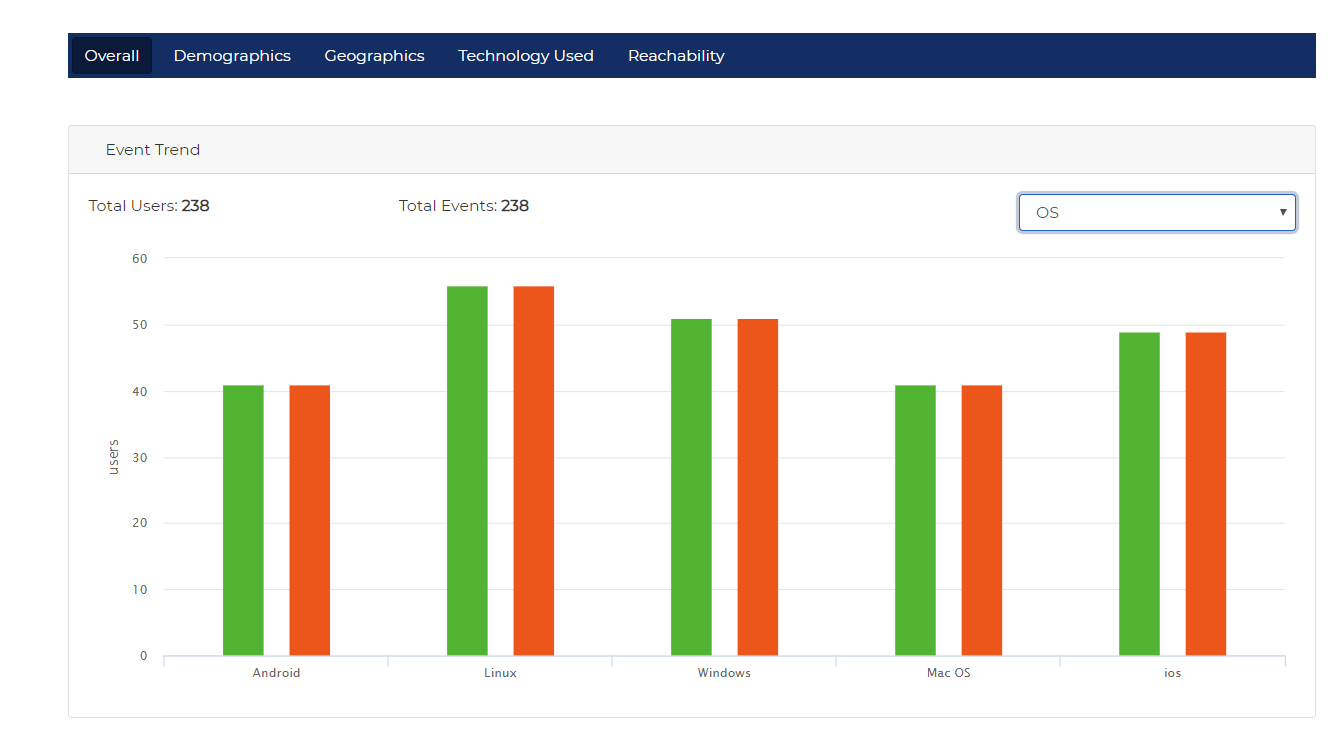 Overall Demographics Geographics Technology Used Reachability
Event Trend
Total Users: 238 Total Events: 238 OS
60
50
40
30
20
10
0
users
Android Linux Windows Mac OS ios